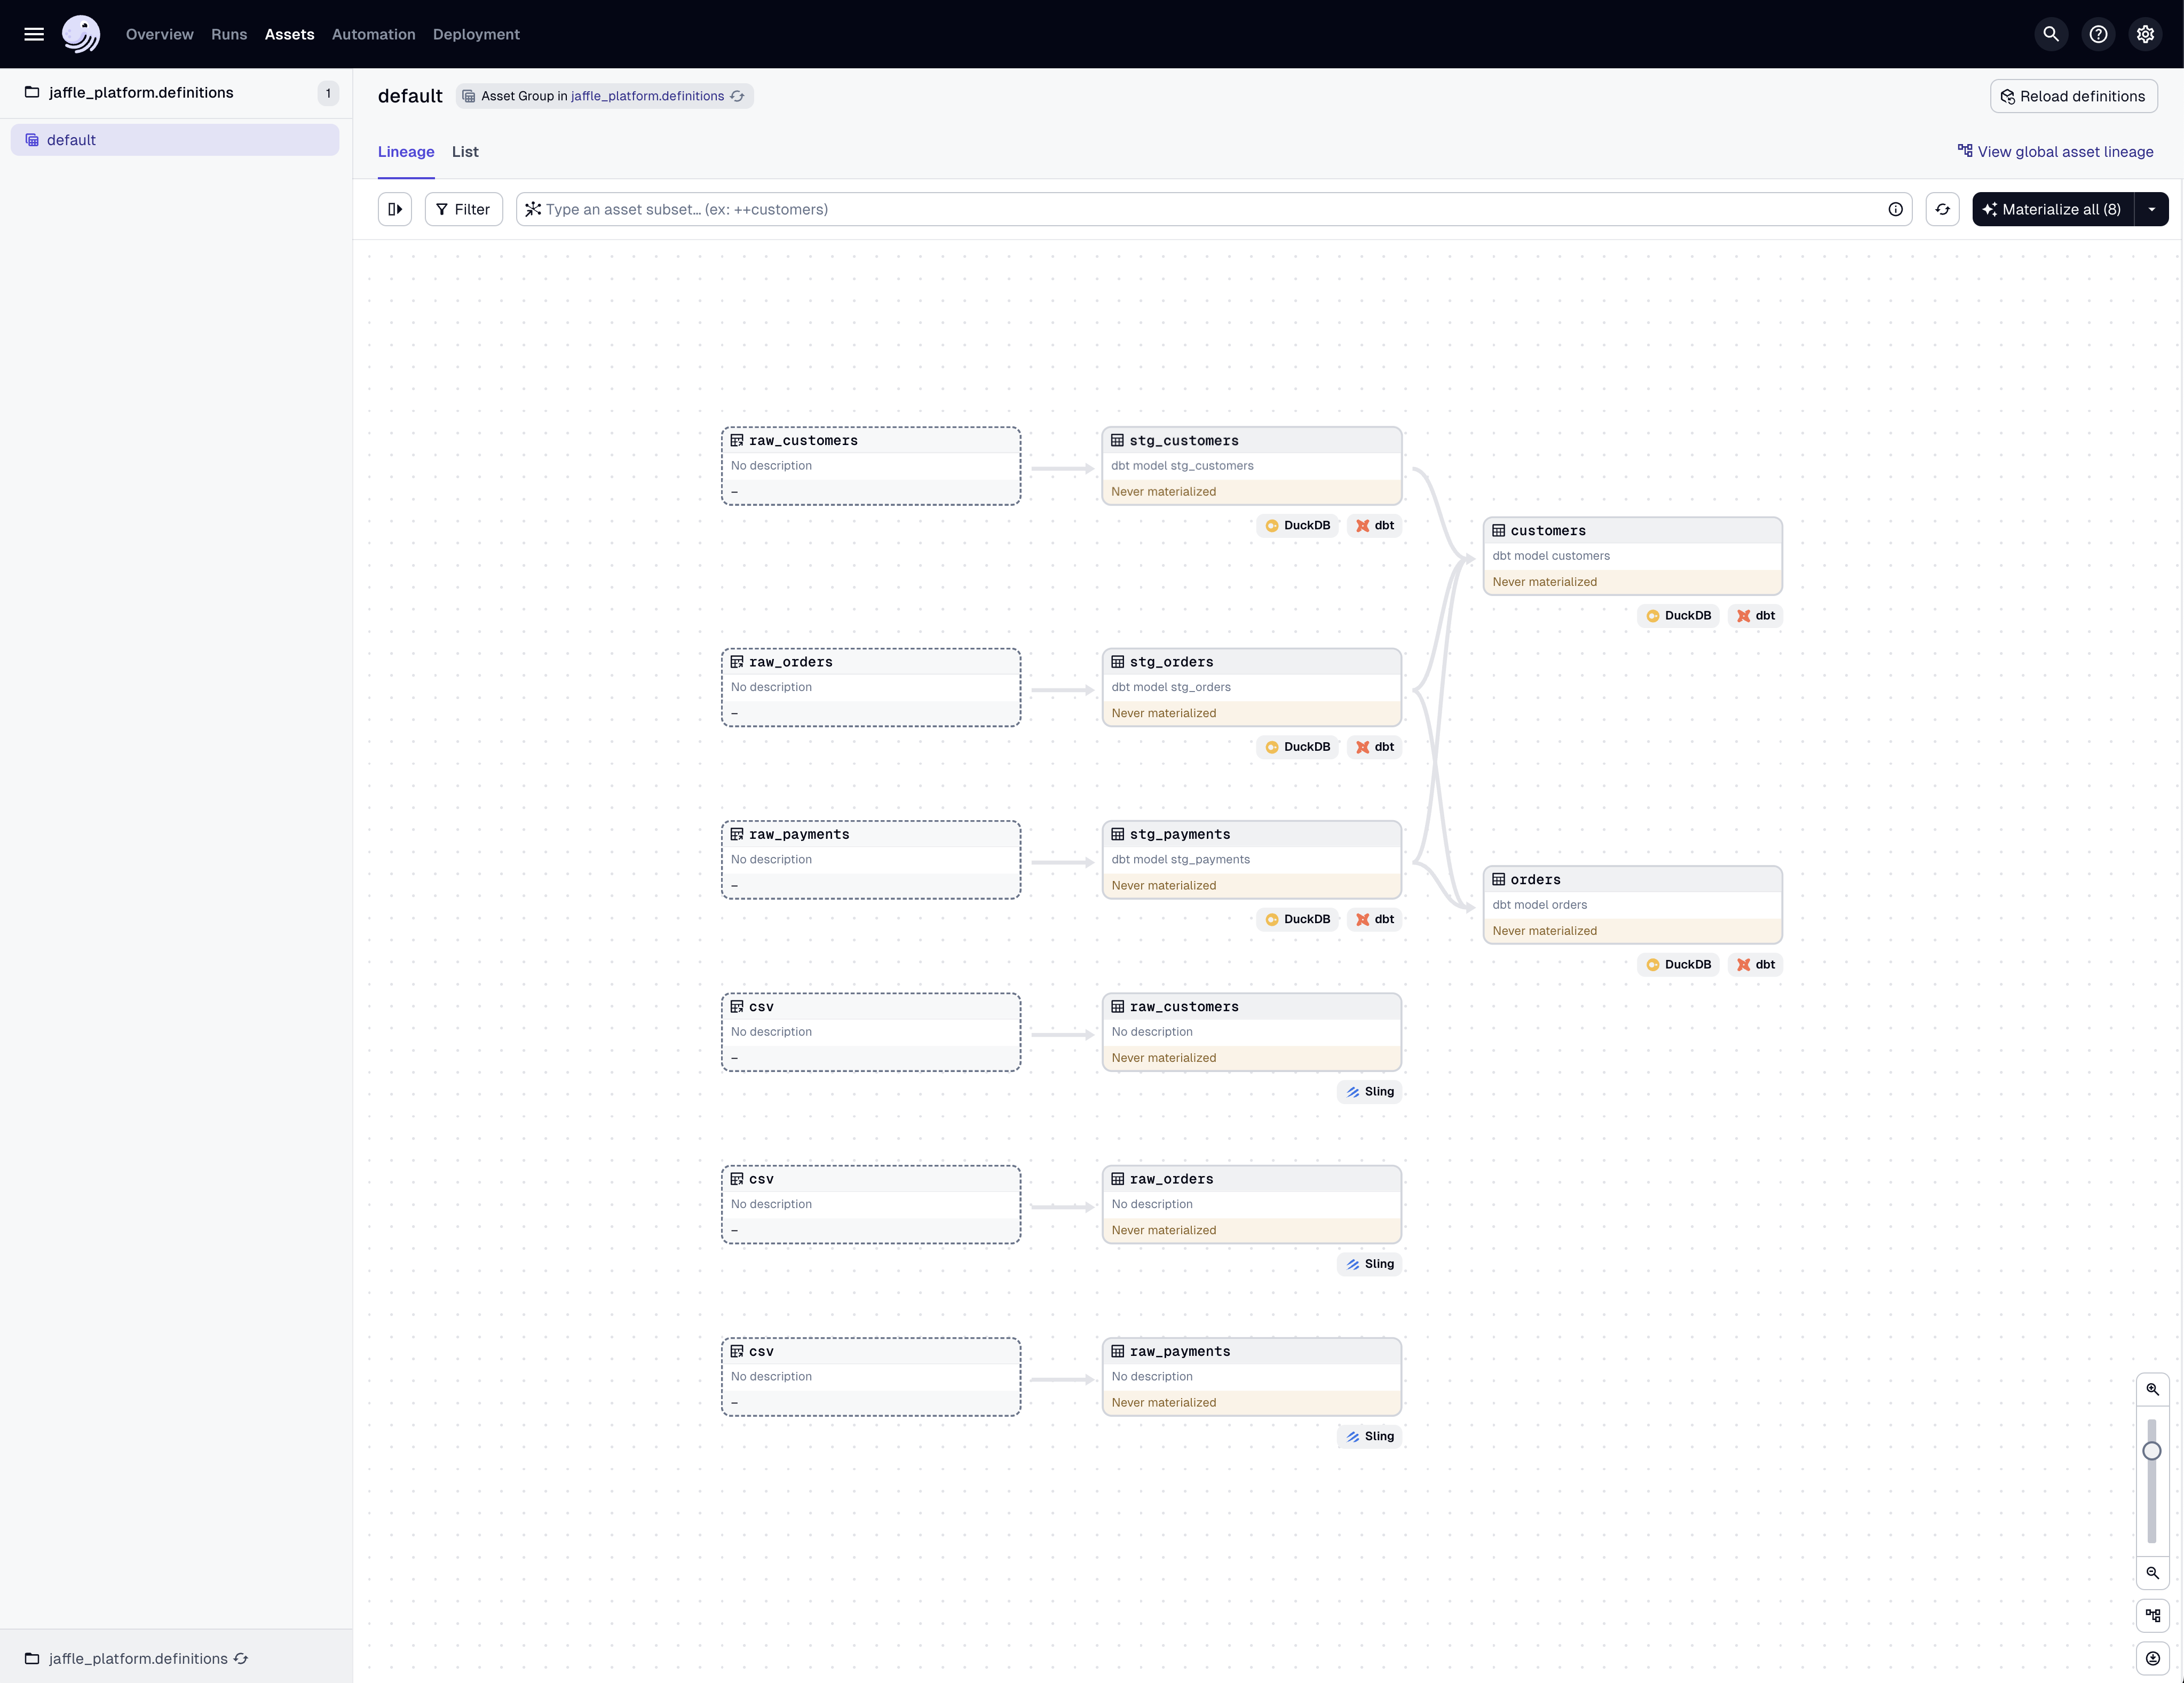 Overview Runs Assets Automation Deployment
jaffle_platform.definitions 1
default
default Asset Group in jaffle_platform.definitions
Reload definitions
Lineage List
View global asset lineage
Filter
Type an asset subset… (ex: ++customers)
Materialize all (8)
raw_customers
No description
–
stg_customers
dbt model stg_customers
Never materialized
DuckDB dbt
customers
dbt model customers
Never materialized
DuckDB dbt
raw_orders
No description
–
stg_orders
dbt model stg_orders
Never materialized
DuckDB dbt
raw_payments
No description
–
stg_payments
dbt model stg_payments
Never materialized
DuckDB dbt
orders
dbt model orders
Never materialized
DuckDB dbt
csv
No description
–
raw_customers
No description
Never materialized
Sling
csv
No description
–
raw_orders
No description
Never materialized
Sling
csv
No description
–
raw_payments
No description
Never materialized
Sling
jaffle_platform.definitions